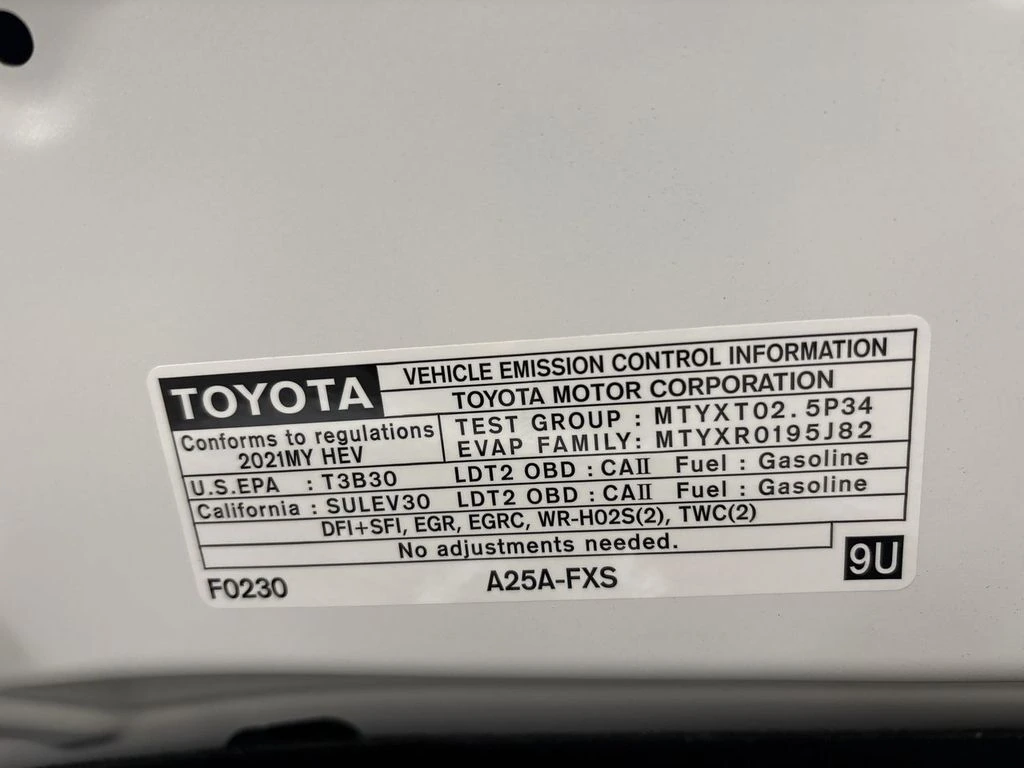 TOYOTA
VEHICLE EMISSION CONTROL INFORMATION
TOYOTA MOTOR CORPORATION
Conforms to regulations
2021MY HEV
TEST GROUP : MTYXT02.5P34
EVAP FAMILY: MTYXR0195J82
U.S.EPA : T3B30 LDT2 OBD : CAII Fuel : Gasoline
California : SULEV30 LDT2 OBD : CAII Fuel : Gasoline
DFI+SFI, EGR, EGRC, WR-HO2S(2), TWC(2)
No adjustments needed.
9U
F0230 A25A-FXS